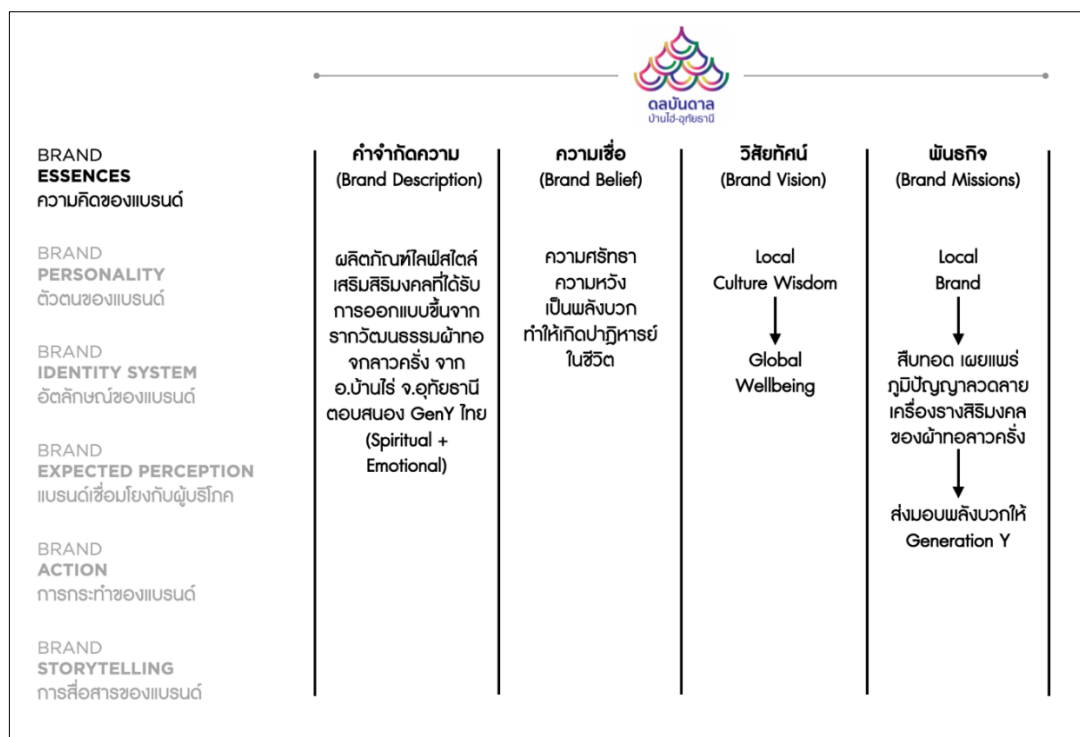 ดลบันดาล
บ้านไร่-อุทัยธานี
BRAND
ESSENCES
ความคิดของแบรนด์
คำจำกัดความ
(Brand Description)
ความเชื่อ
(Brand Belief)
วิสัยทัศน์
(Brand Vision)
พันธกิจ
(Brand Missions)
BRAND
PERSONALITY
ตัวตนของแบรนด์
BRAND
IDENTITY SYSTEM
อัตลักษณ์ของแบรนด์
BRAND
EXPECTED PERCEPTION
แบรนด์เชื่อมโยงกับผู้บริโภค
BRAND
ACTION
การกระทำของแบรนด์
BRAND
STORYTELLING
การสื่อสารของแบรนด์
ผลิตภัณฑ์ไลฟ์สไตล์
เสริมสิริมงคลที่ได้รับ
การออกแบบขึ้นจาก
รากวัฒนธรรมผ้าทอ
จกลาวครั่ง จาก
อ.บ้านไร่ จ.อุทัยธานี
ตอบสนอง GenY ไทย
(Spiritual +
Emotional)
ความศรัทธา
ความหวัง
เป็นพลังบวก
ทำให้เกิดปาฏิหารย์
ในชีวิต
Local
Culture Wisdom
Global
Wellbeing
Local
Brand
สืบทอด เผยแพร่
ภูมิปัญญาลวดลาย
เครื่องรางสิริมงคล
ของผ้าทอลาวครั่ง
ส่งมอบพลังบวกให้
Generation Y